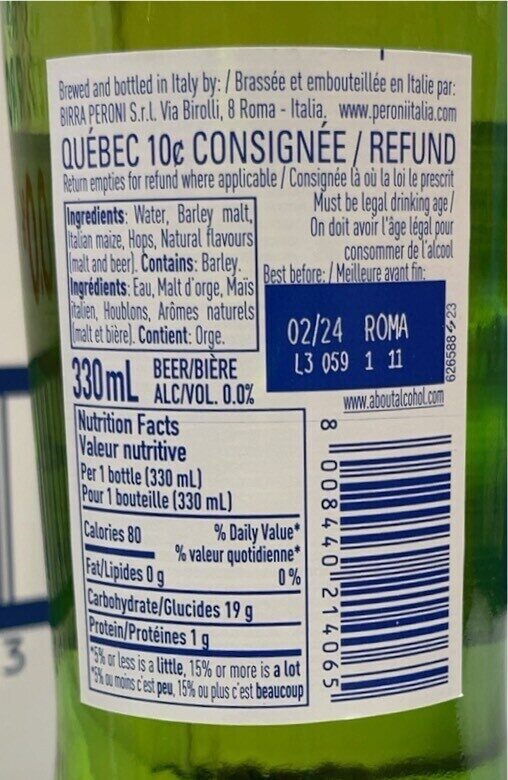 Brewed and bottled in Italy by: / Brassée et embouteillée en Italie par:
BIRRA PERONI S.r.l. Via Birolli, 8 Roma - Italia, www.peroniitalia.com
QUÉBEC 10¢ CONSIGNÉE / REFUND
Return empties for refund where applicable / Consignée là où la loi le prescrit
Must be legal drinking age /
On doit avoir l'âge légal pour
consommer de l'alcool
Ingredients: Water, Barley malt,
Italian maize, Hops, Natural flavours
(malt and beer). Contains: Barley.
Ingrédients: Eau, Malt d'orge, Maïs
italien, Houblons, Arômes naturels
(malt et bière). Contient: Orge.
Best before: / Meilleure avant fin:
02/24 ROMA
L3 059 1 11
626588 23
330 mL BEER/BIÈRE
ALC/VOL. 0.0%
www.aboutalcohol.com
Nutrition Facts
Valeur nutritive
Per 1 bottle (330 mL)
Pour 1 bouteille (330 mL)
Calories 80
% Daily Value*
% valeur quotidienne*
Fat/Lipides 0 g 0 %
Carbohydrate/Glucides 19 g
Protein/Protéines 1 g
*5% or less is a little, 15% or more is a lot
*5% ou moins c'est peu, 15% ou plus c'est beaucoup
8 008440 214065
3